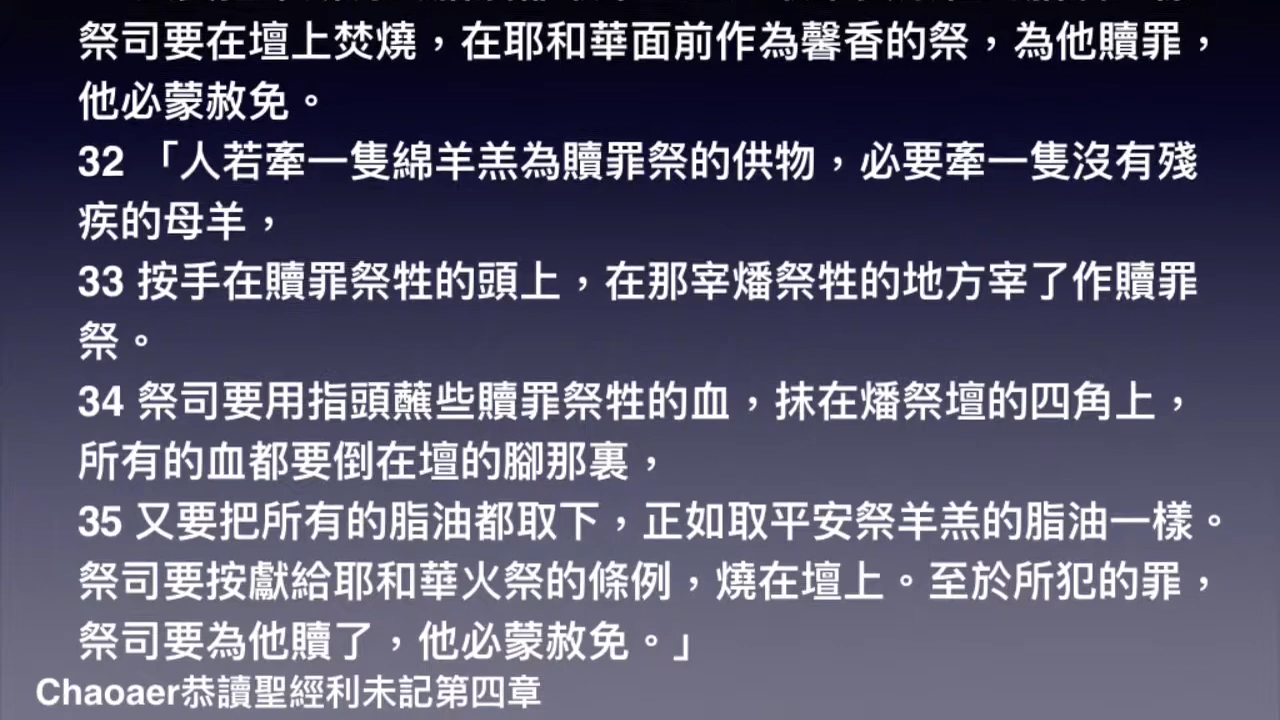 祭司要在壇上焚燒，在耶和華面前作為馨香的祭，為他贖罪，
他必蒙赦免。
32 「人若牽一隻綿羊羔為贖罪祭的供物，必要牽一隻沒有殘
疾的母羊，
33 按手在贖罪祭牲的頭上，在那宰燔祭牲的地方宰了作贖罪
祭。
34 祭司要用指頭蘸些贖罪祭牲的血，抹在燔祭壇的四角上，
所有的血都要倒在壇的腳那裏，
35 又要把所有的脂油都取下，正如取平安祭羊羔的脂油一樣。
祭司要按獻給耶和華火祭的條例，燒在壇上。至於所犯的罪，
祭司要為他贖了，他必蒙赦免。」
Chaoaer恭讀聖經利未記第四章